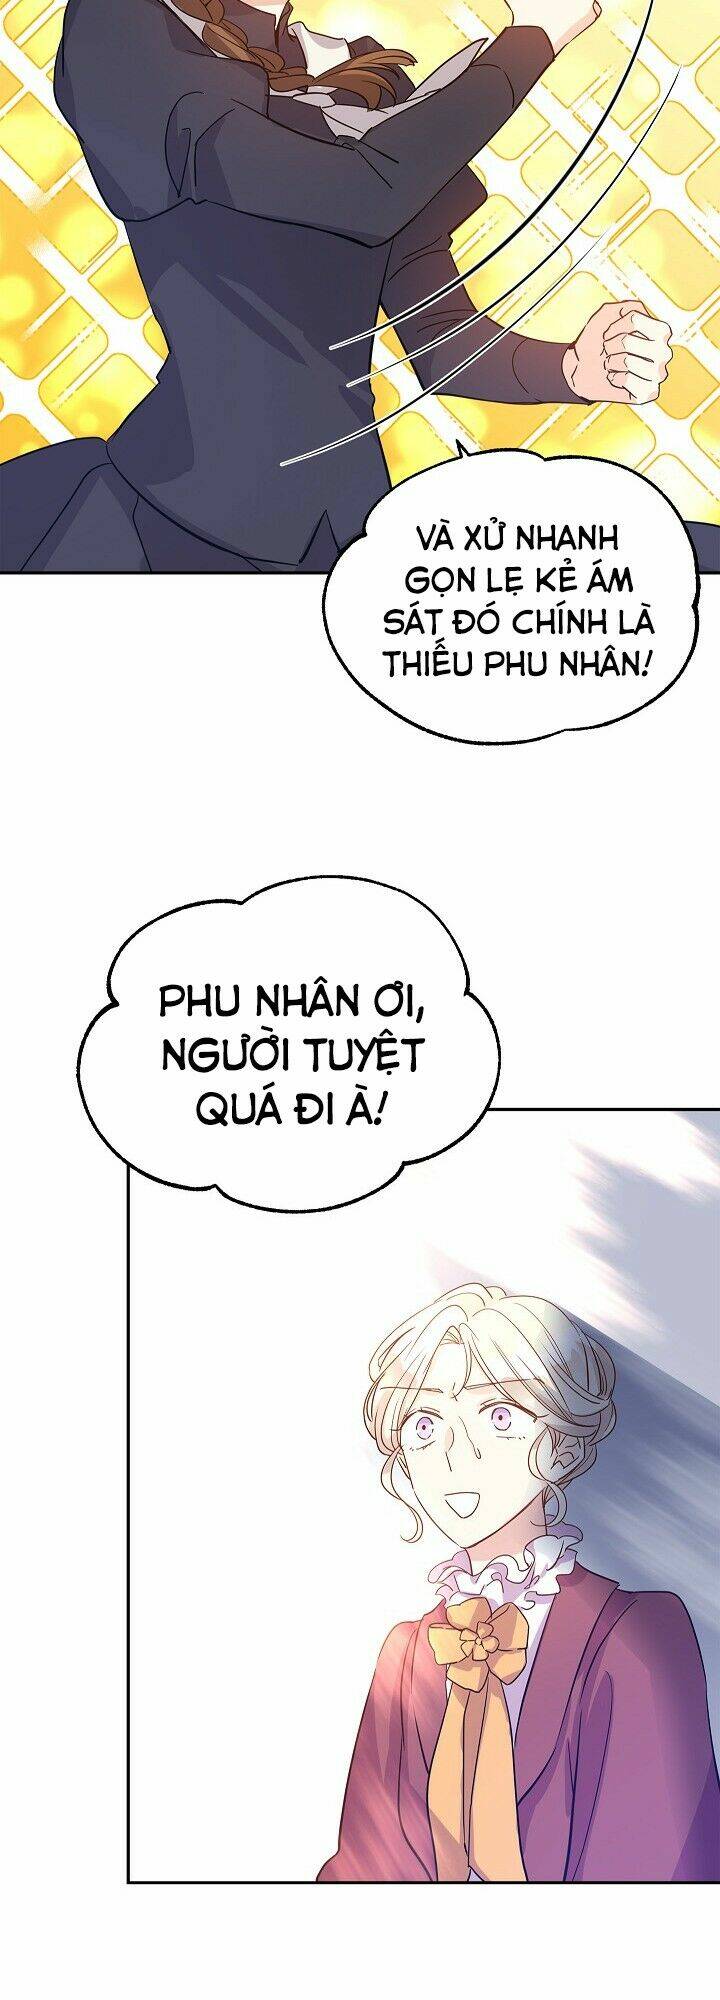 VÀ XỬ NHANH
GỌN LẸ KẺ ÁM
SÁT ĐÓ CHÍNH LÀ
THIẾU PHU NHÂN!
PHU NHÂN ƠI,
NGƯỜI TUYỆT
QUÁ ĐI À!